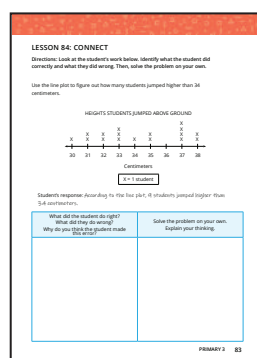 LESSON 84: CONNECT
Directions: Look at the student's work below. Identify what the student did
correctly and what they did wrong. Then, solve the problem on your own.
Use the line plot to figure out how many students jumped higher than 34
centimeters.
HEIGHTS STUDENTS JUMPED ABOVE GROUND
X
X
X X
X X X X X
X X X X X X X X
30 31 32 33 34 35 36 37 38
Centimeters
X = 1 student
Student's response: According to the line plot, 9 students jumped higher than
34 centimeters.
What did the student do right?
What did they do wrong?
Why do you think the student made
this error?
Solve the problem on your own.
Explain your thinking.
PRIMARY 3 83